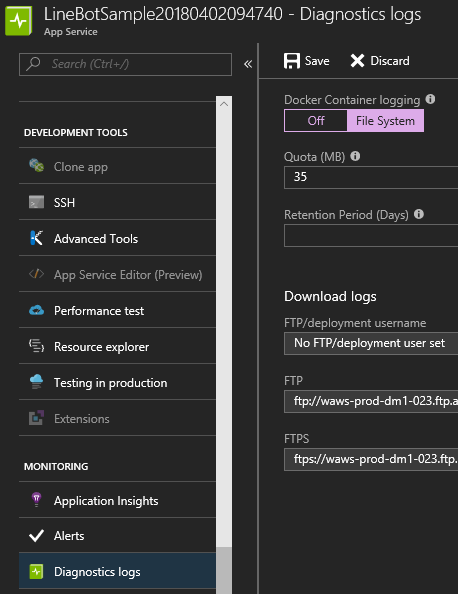 LineBotSample20180402094740 - Diagnostics logs
App Service
Search (Ctrl+/)
DEVELOPMENT TOOLS
Clone app
SSH
Advanced Tools
App Service Editor (Preview)
Performance test
Resource explorer
Testing in production
Extensions
MONITORING
Application Insights
Alerts
Diagnostics logs
Save
Discard
Docker Container logging
Off
File System
Quota (MB)
35
Retention Period (Days)
Download logs
FTP/deployment username
No FTP/deployment user set
FTP
ftp://waws-prod-dm1-023.ftp.a
FTPS
ftps://waws-prod-dm1-023.ftp.